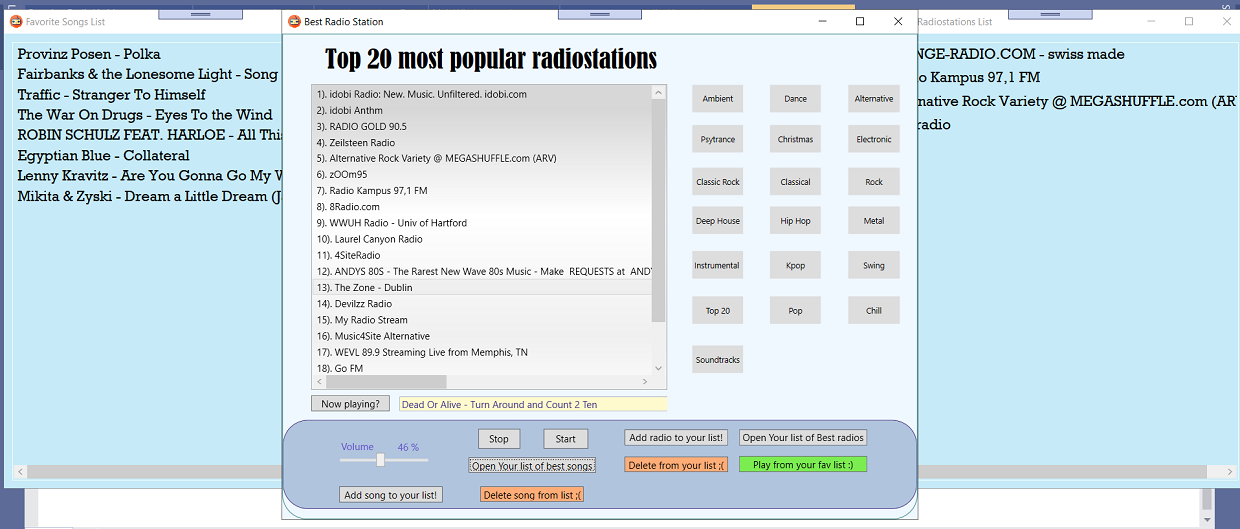 Favorite Songs List
Provinz Posen - Polka
Fairbanks & the Lonesome Light - Song
Traffic - Stranger To Himself
The War On Drugs - Eyes To the Wind
ROBIN SCHULZ FEAT. HARLOE - All This
Egyptian Blue - Collateral
Lenny Kravitz - Are You Gonna Go My W
Mikita & Zyski - Dream a Little Dream (J
Best Radio Station
Top 20 most popular radiostations
1). idobi Radio: New. Music. Unfiltered. idobi.com
2). idobi Anthm
3). RADIO GOLD 90.5
4). Zeilsteen Radio
5). Alternative Rock Variety @ MEGASHUFFLE.com (ARV)
6). zOOm95
7). Radio Kampus 97,1 FM
8). 8Radio.com
9). WWUH Radio - Univ of Hartford
10). Laurel Canyon Radio
11). 4SiteRadio
12). ANDYS 80S - The Rarest New Wave 80s Music - Make REQUESTS at AND
13). The Zone - Dublin
14). Devilzz Radio
15). My Radio Stream
16). Music4Site Alternative
17). WEVL 89.9 Streaming Live from Memphis, TN
18). Go FM
Ambient Dance Alternative
Psytrance Christmas Electronic
Classic Rock Classical Rock
Deep House Hip Hop Metal
Instrumental Kpop Swing
Top 20 Pop Chill
Soundtracks
Now playing? Dead Or Alive - Turn Around and Count 2 Ten
Volume 46 %
Stop Start
Add radio to your list! Open Your list of Best radios
Open Your list of best songs
Delete from your list ;( Play from your fav list :)
Add song to your list! Delete song from list ;(
Radiostations List
NGE-RADIO.COM - swiss made
o Kampus 97,1 FM
native Rock Variety @ MEGASHUFFLE.com (AR
radio